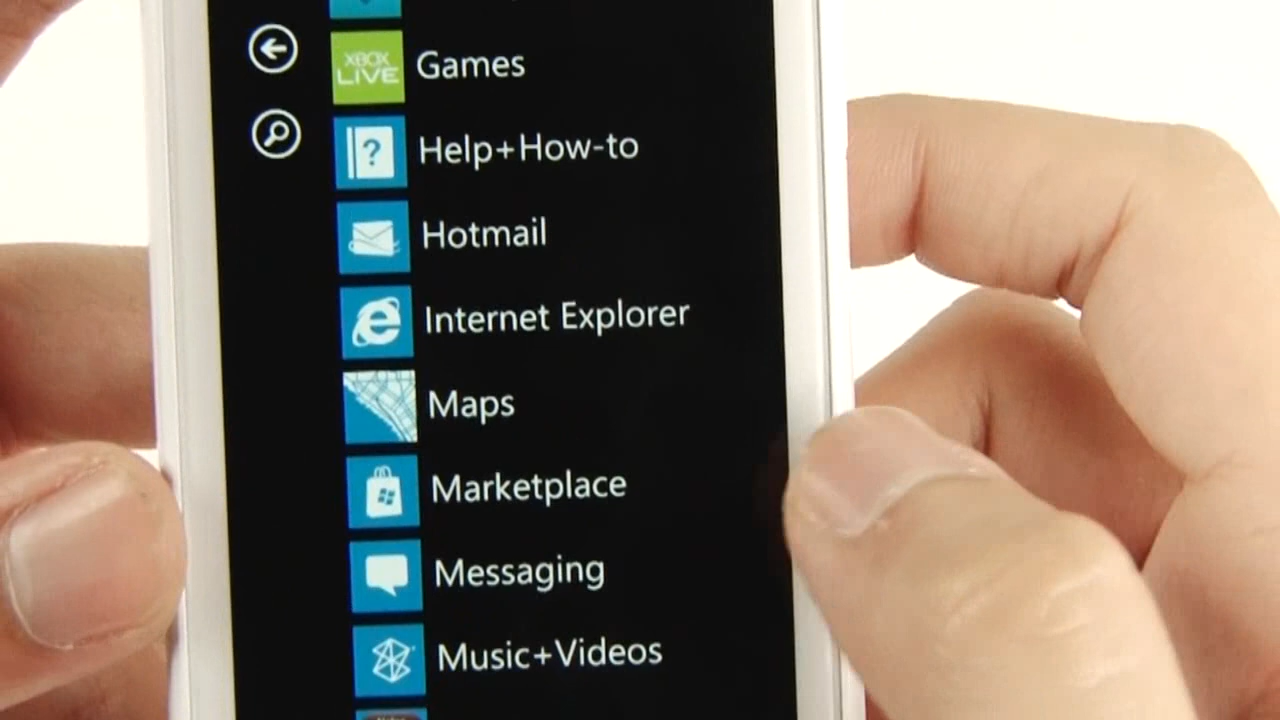 XBOX
LIVE
Games
?
Help+How-to
Hotmail
Internet Explorer
Maps
Marketplace
Messaging
Music+Videos